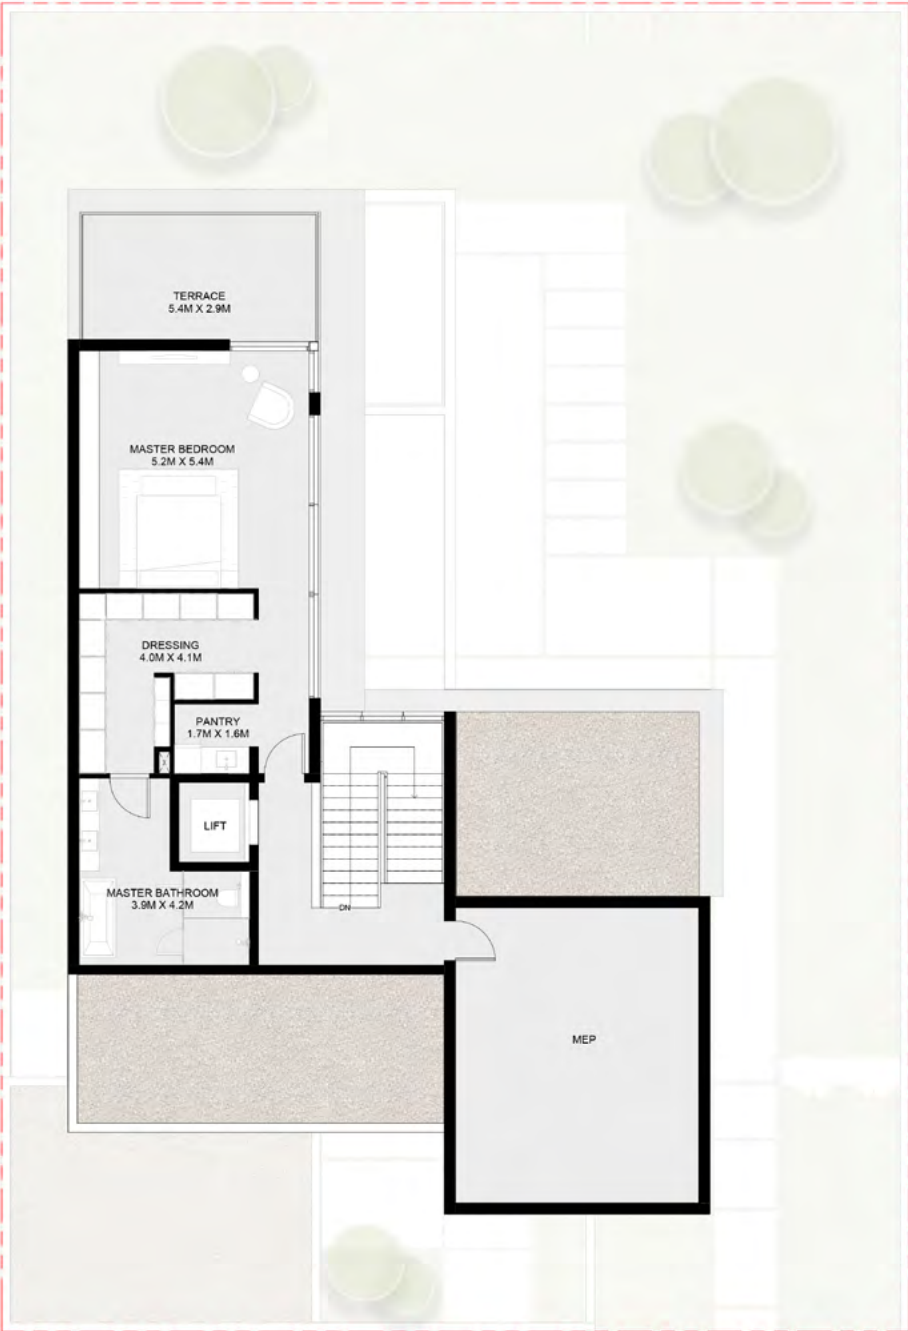 TERRACE
5.4M X 2.9M
MASTER BEDROOM
5.2M X 5.4M
DRESSING
4.0M X 4.1M
PANTRY
1.7M X 1.6M
LIFT
MASTER BATHROOM
3.9M X 4.2M
DN
MEP